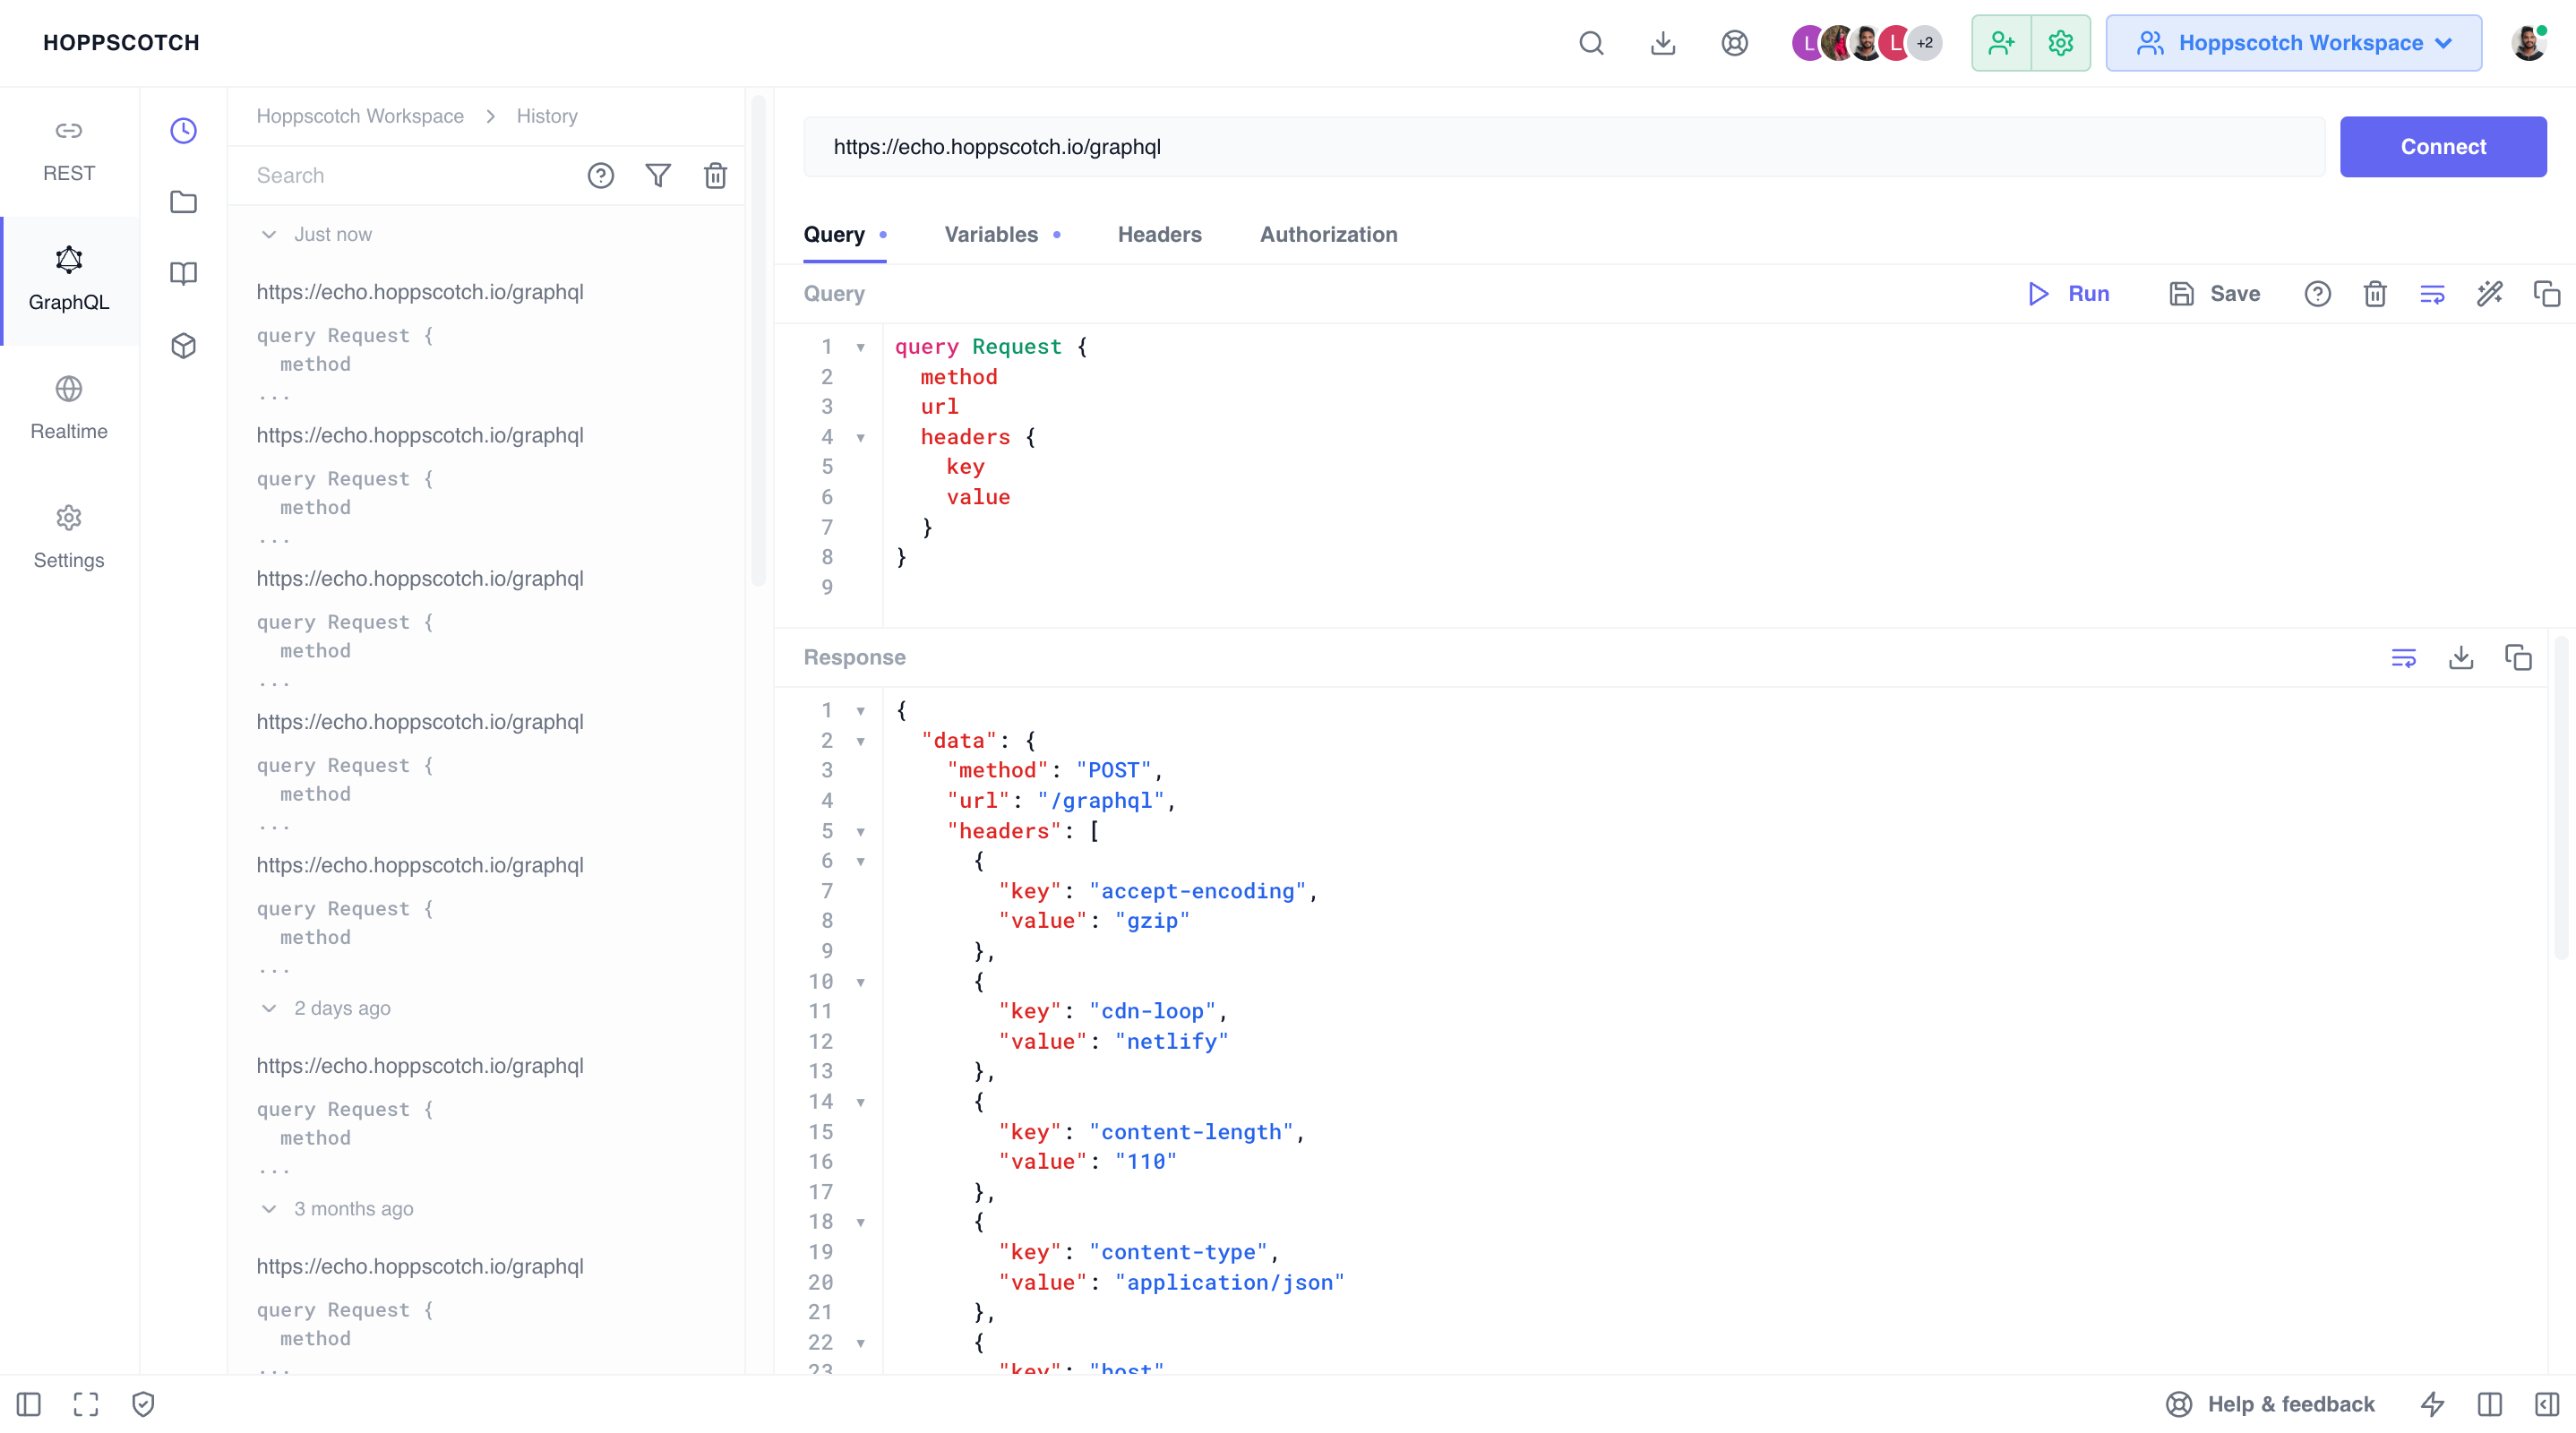 HOPPSCOTCH
L
L
+2
Hoppscotch Workspace
REST
GraphQL
Realtime
Settings
Hoppscotch Workspace > History
Search
Just now
https://echo.hoppscotch.io/graphql
query Request {
method
...
https://echo.hoppscotch.io/graphql
query Request {
method
...
https://echo.hoppscotch.io/graphql
query Request {
method
...
https://echo.hoppscotch.io/graphql
query Request {
method
...
https://echo.hoppscotch.io/graphql
query Request {
method
...
2 days ago
https://echo.hoppscotch.io/graphql
query Request {
method
...
3 months ago
https://echo.hoppscotch.io/graphql
query Request {
method
...
https://echo.hoppscotch.io/graphql
Connect
Query Variables Headers Authorization
Query
Run
Save
1 query Request {
2 method
3 url
4 headers {
5 key
6 value
7 }
8 }
9
Response
1 {
2 "data": {
3 "method": "POST",
4 "url": "/graphql",
5 "headers": [
6 {
7 "key": "accept-encoding",
8 "value": "gzip"
9 },
10 {
11 "key": "cdn-loop",
12 "value": "netlify"
13 },
14 {
15 "key": "content-length",
16 "value": "110"
17 },
18 {
19 "key": "content-type",
20 "value": "application/json"
21 },
22 {
23 "key": "host"
Help & feedback